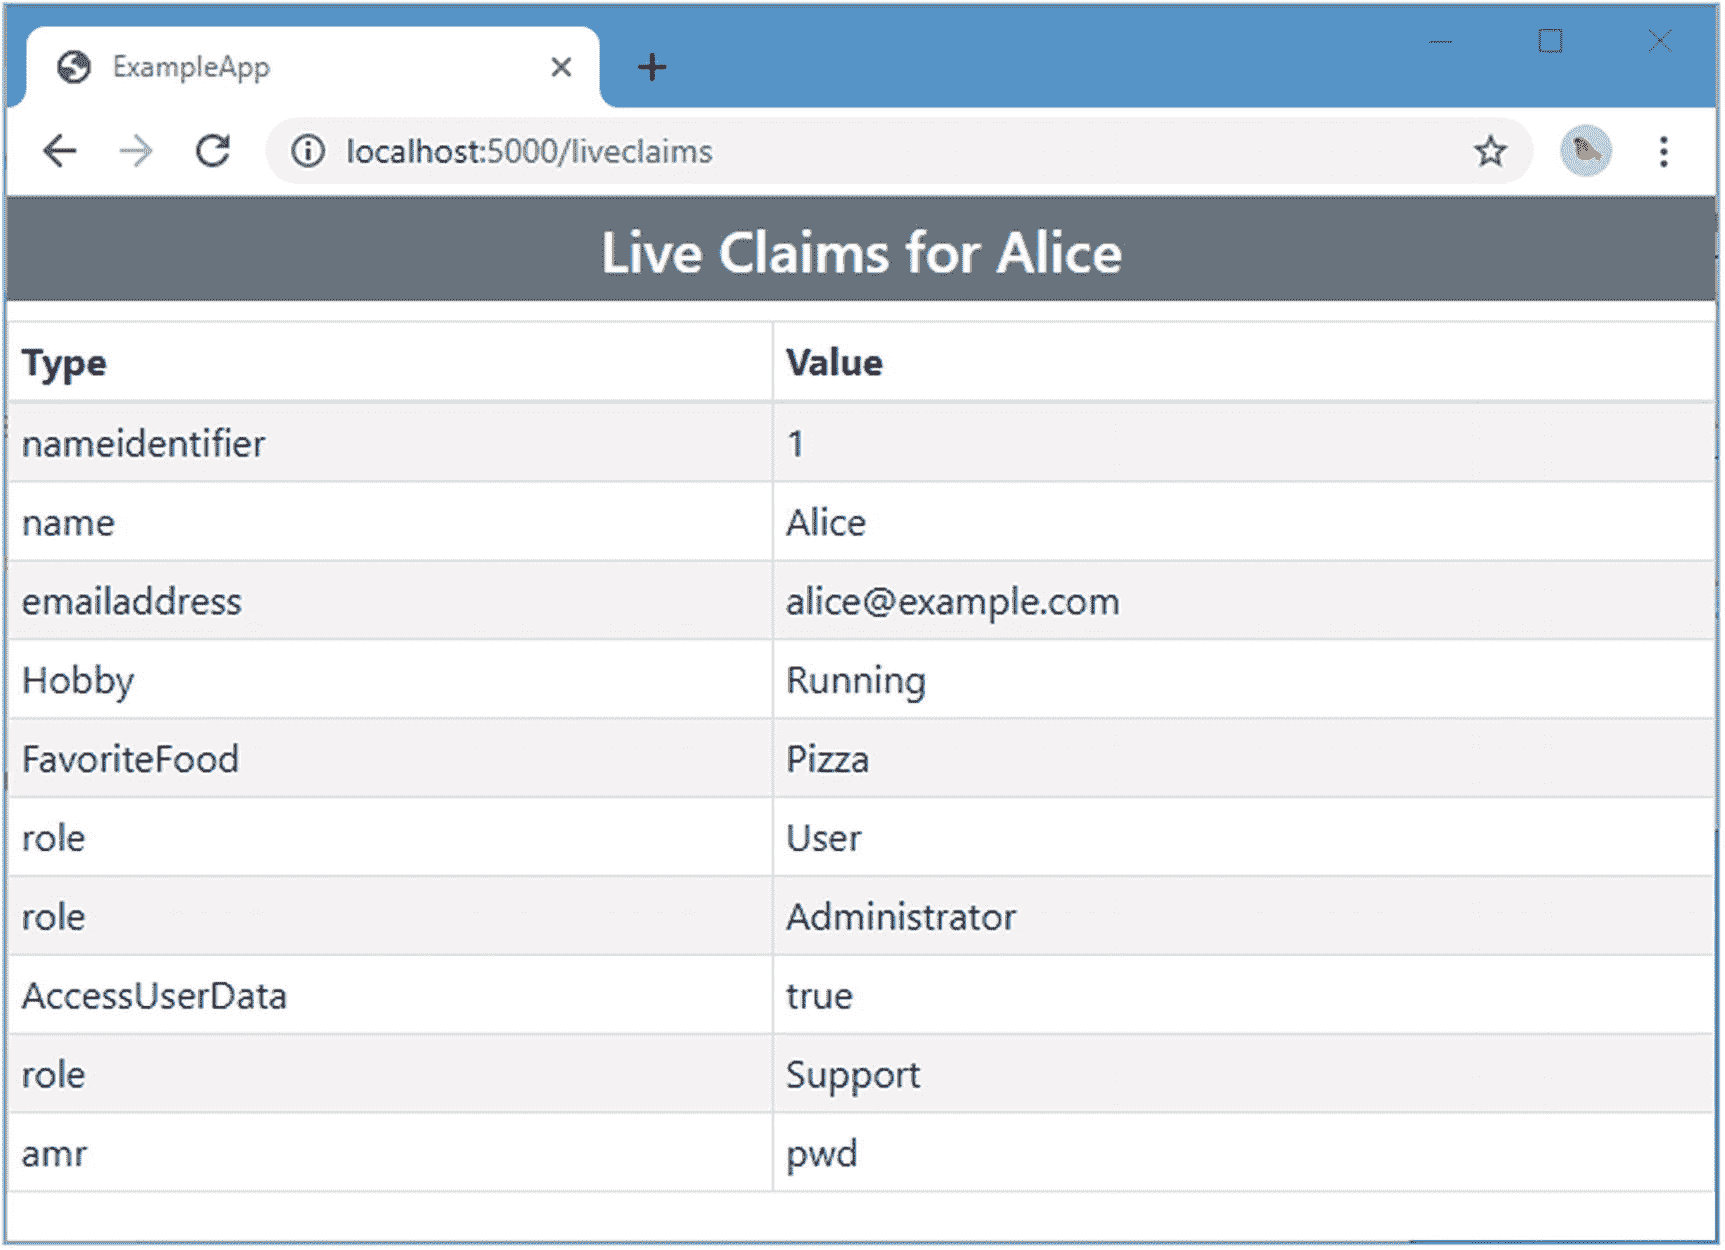 ExampleApp
localhost:5000/liveclaims
Live Claims for Alice
Type Value
nameidentifier 1
name Alice
emailaddress alice@example.com
Hobby Running
FavoriteFood Pizza
role User
role Administrator
AccessUserData true
role Support
amr pwd